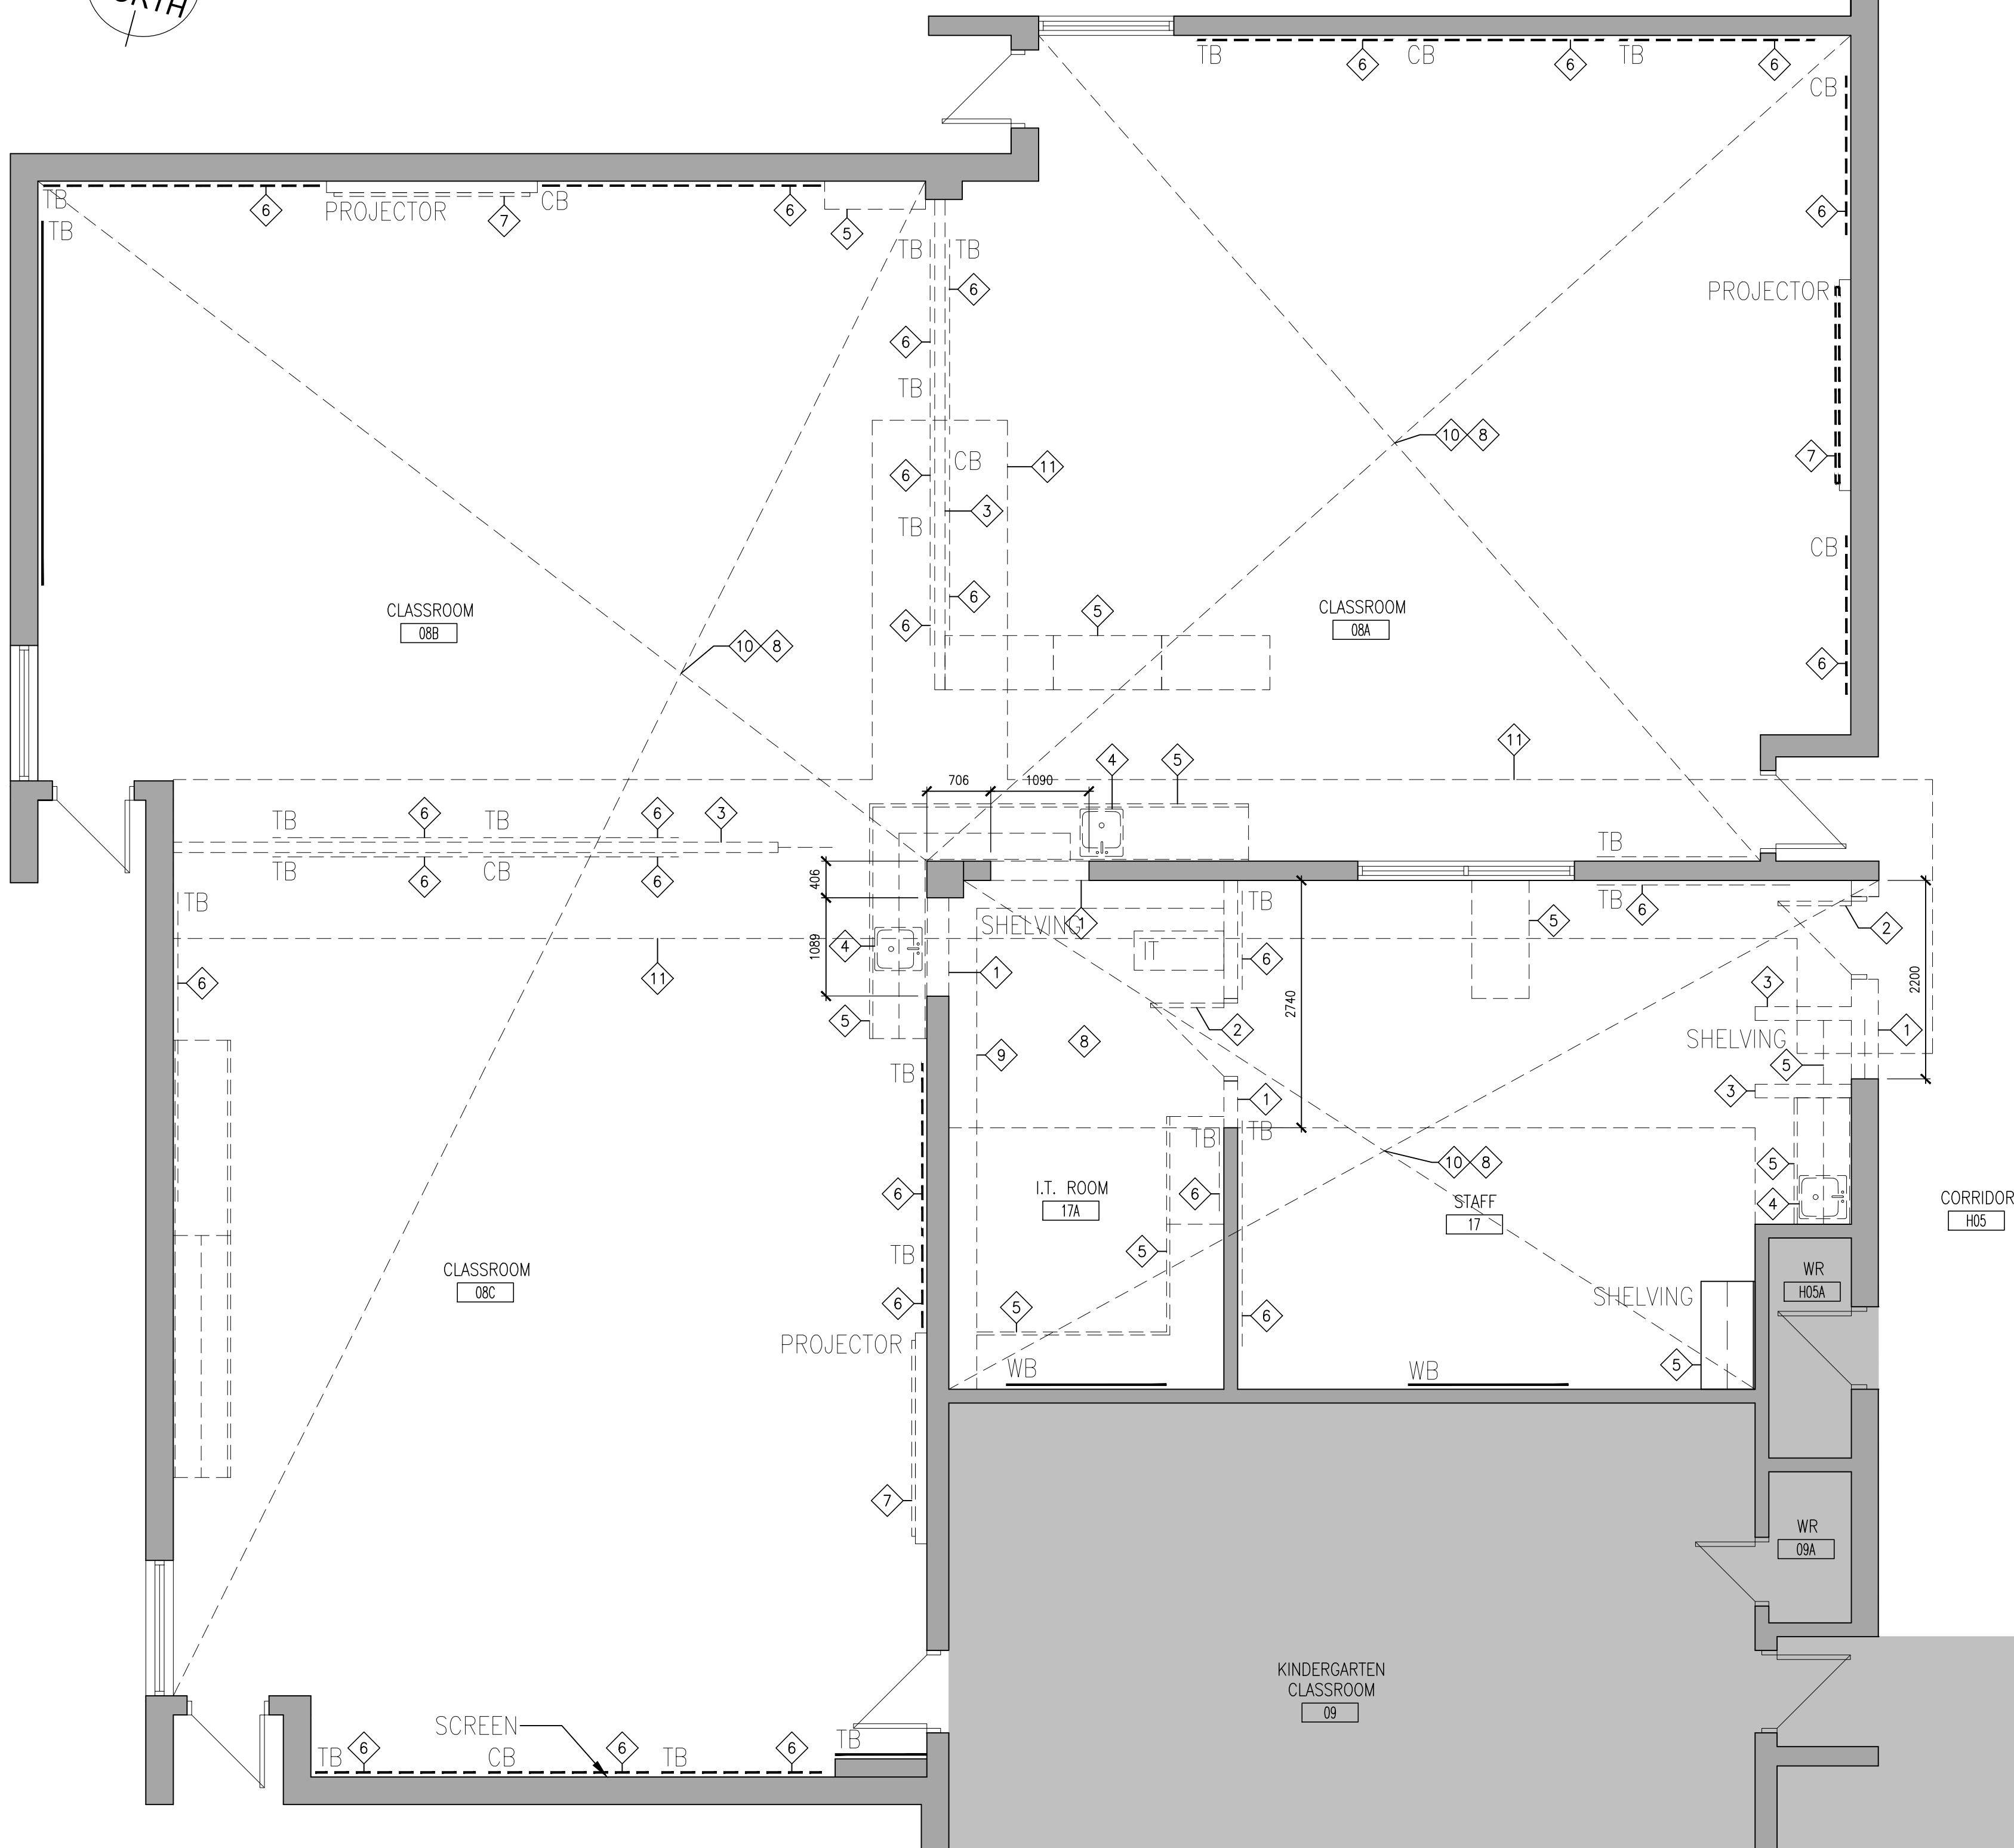 NORTH
TB
6
CB
6
TB
6
CB
6
PROJECTOR
7
CB
6
TB
TB
6
PROJECTOR
7
CB
6
5
TB
TB
6
6
TB
6
CB
11
3
TB
6
6
5
CLASSROOM
08B
CLASSROOM
08A
10
8
10
8
11
706
1090
4
5
TB
6
TB
6
3
TB
6
CB
6
TB
6
11
406
1089
4
5
1
SHELVING
1
IT
TB
6
2
2740
5
TB
TB
6
2
2200
3
SHELVING
1
5
3
8
9
1
TB
TB
TB
6
TB
6
10
8
I.T. ROOM
17A
6
STAFF
17
5
4
5
5
6
CORRIDOR
H05
WR
H05A
SHELVING
5
WB
WB
CLASSROOM
08C
PROJECTOR
7
WR
09A
KINDERGARTEN
CLASSROOM
09
SCREEN
TB
6
CB
6
TB
6
TB